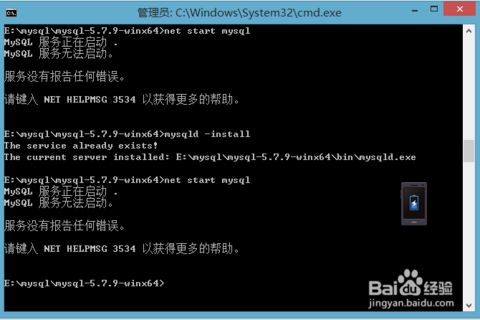 管理员: C:\Windows\System32\cmd.exe
E:\mysql\mysql-5.7.9-winx64>net start mysql
MySQL 服务正在启动 .
MySQL 服务无法启动。
服务没有报告任何错误。
请键入 NET HELPMSG 3534 以获得更多的帮助。
E:\mysql\mysql-5.7.9-winx64>mysqld -install
The service already exists!
The current server installed: E:\mysql\mysql-5.7.9-winx64\bin\mysqld.exe
E:\mysql\mysql-5.7.9-winx64>net start mysql
MySQL 服务正在启动 .
MySQL 服务无法启动。
服务没有报告任何错误。
请键入 NET HELPMSG 3534 以获得更多的帮助。
E:\mysql\mysql-5.7.9-winx64>
Baidu经验
jingyan.baidu.com